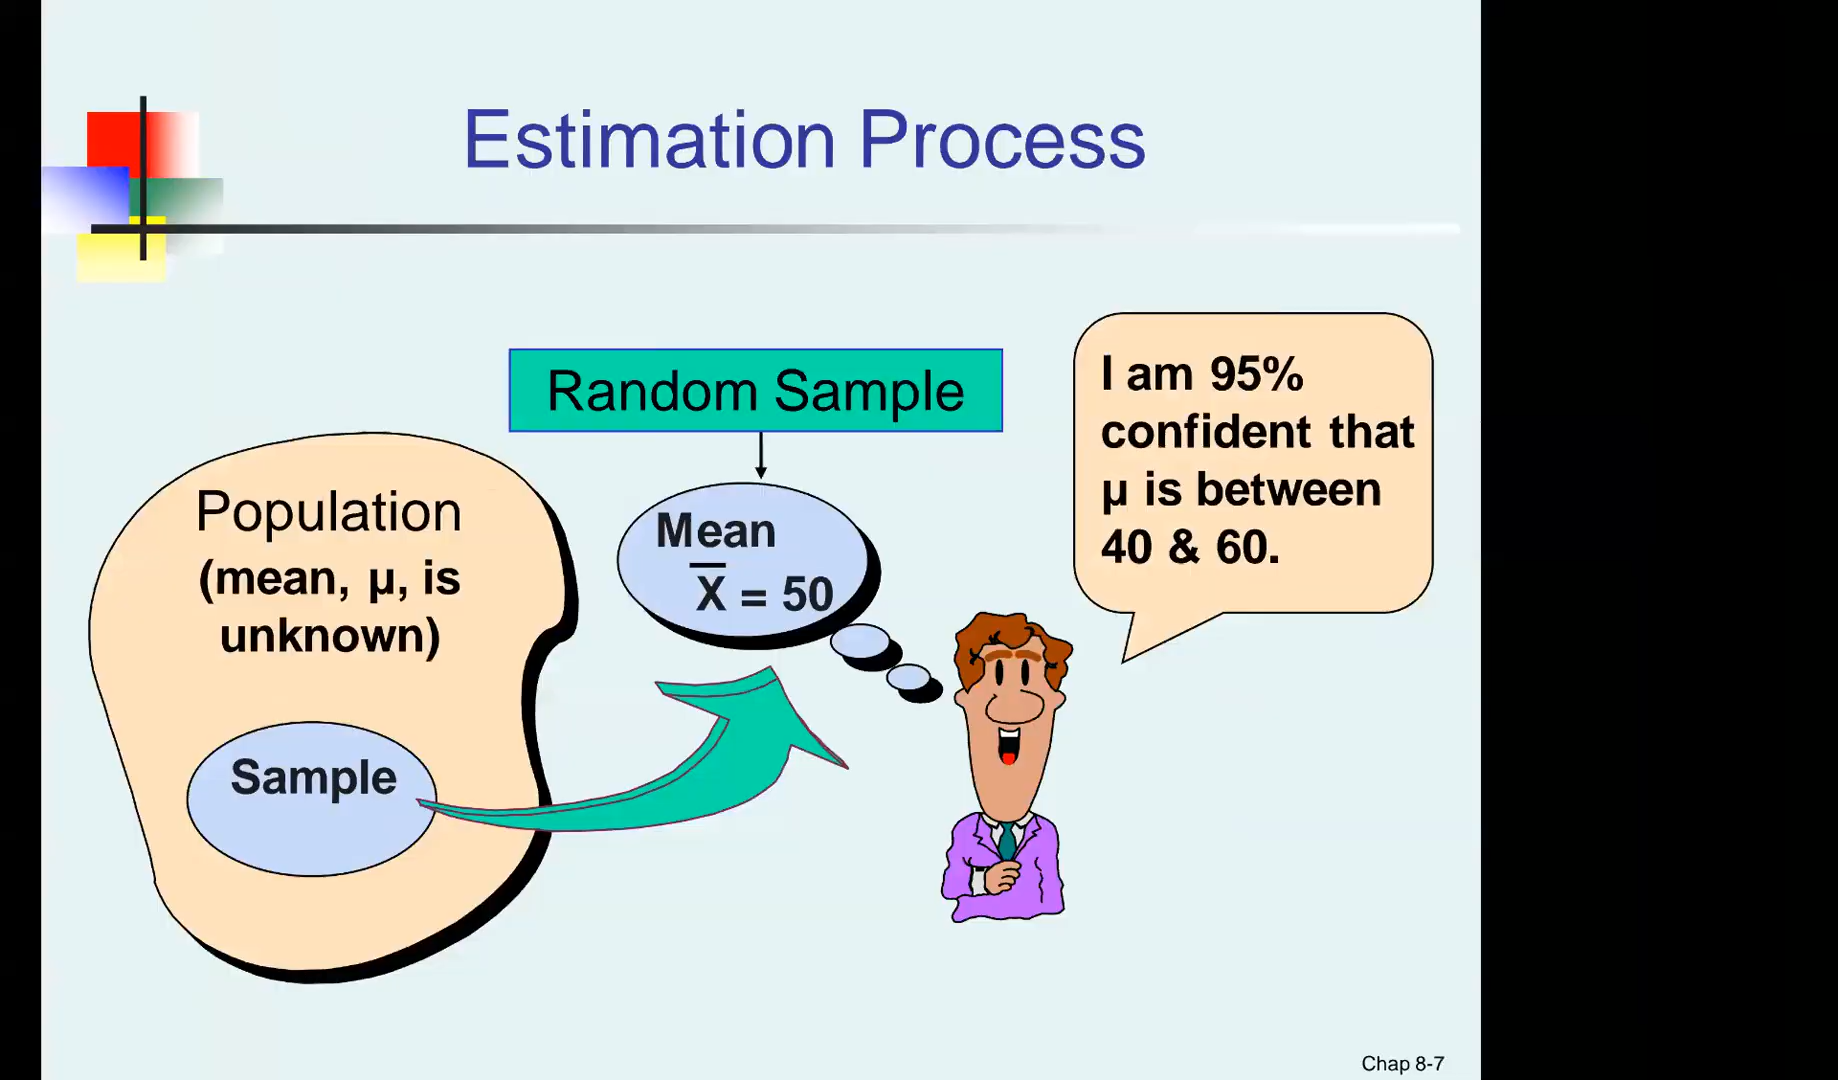 Estimation Process
Random Sample
Population
(mean, μ, is
unknown)
Sample
Mean
X̅ = 50
I am 95%
confident that
μ is between
40 & 60.
Chap 8-7